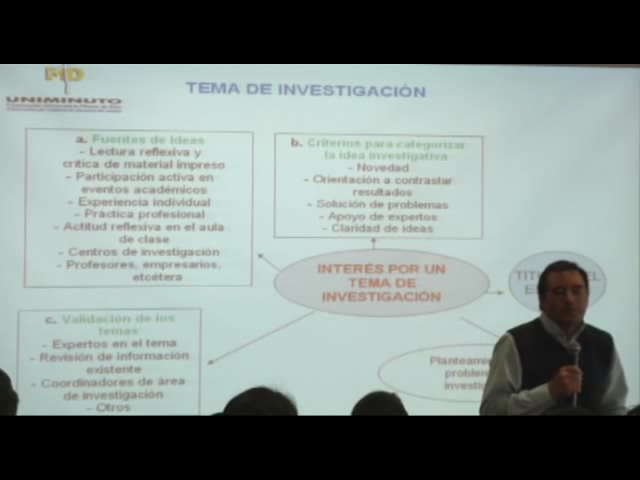 UNIMINUTO
TEMA DE INVESTIGACIÓN
a. Fuentes de ideas
- Lectura reflexiva y
crítica de material impreso
- Participación activa en
eventos académicos
- Experiencia individual
- Práctica profesional
- Actitud reflexiva en el aula
de clase
- Centros de investigación
- Profesores, empresarios,
etcétera
b. Criterios para categorizar
la idea investigativa
- Novedad
- Orientación a contrastar
resultados
- Solución de problemas
- Apoyo de expertos
- Claridad de ideas
INTERÉS POR UN
TEMA DE
INVESTIGACIÓN
c. Validación de los
temas
- Expertos en el tema
- Revisión de información
existente
- Coordinadores de área
de investigación
- Otros